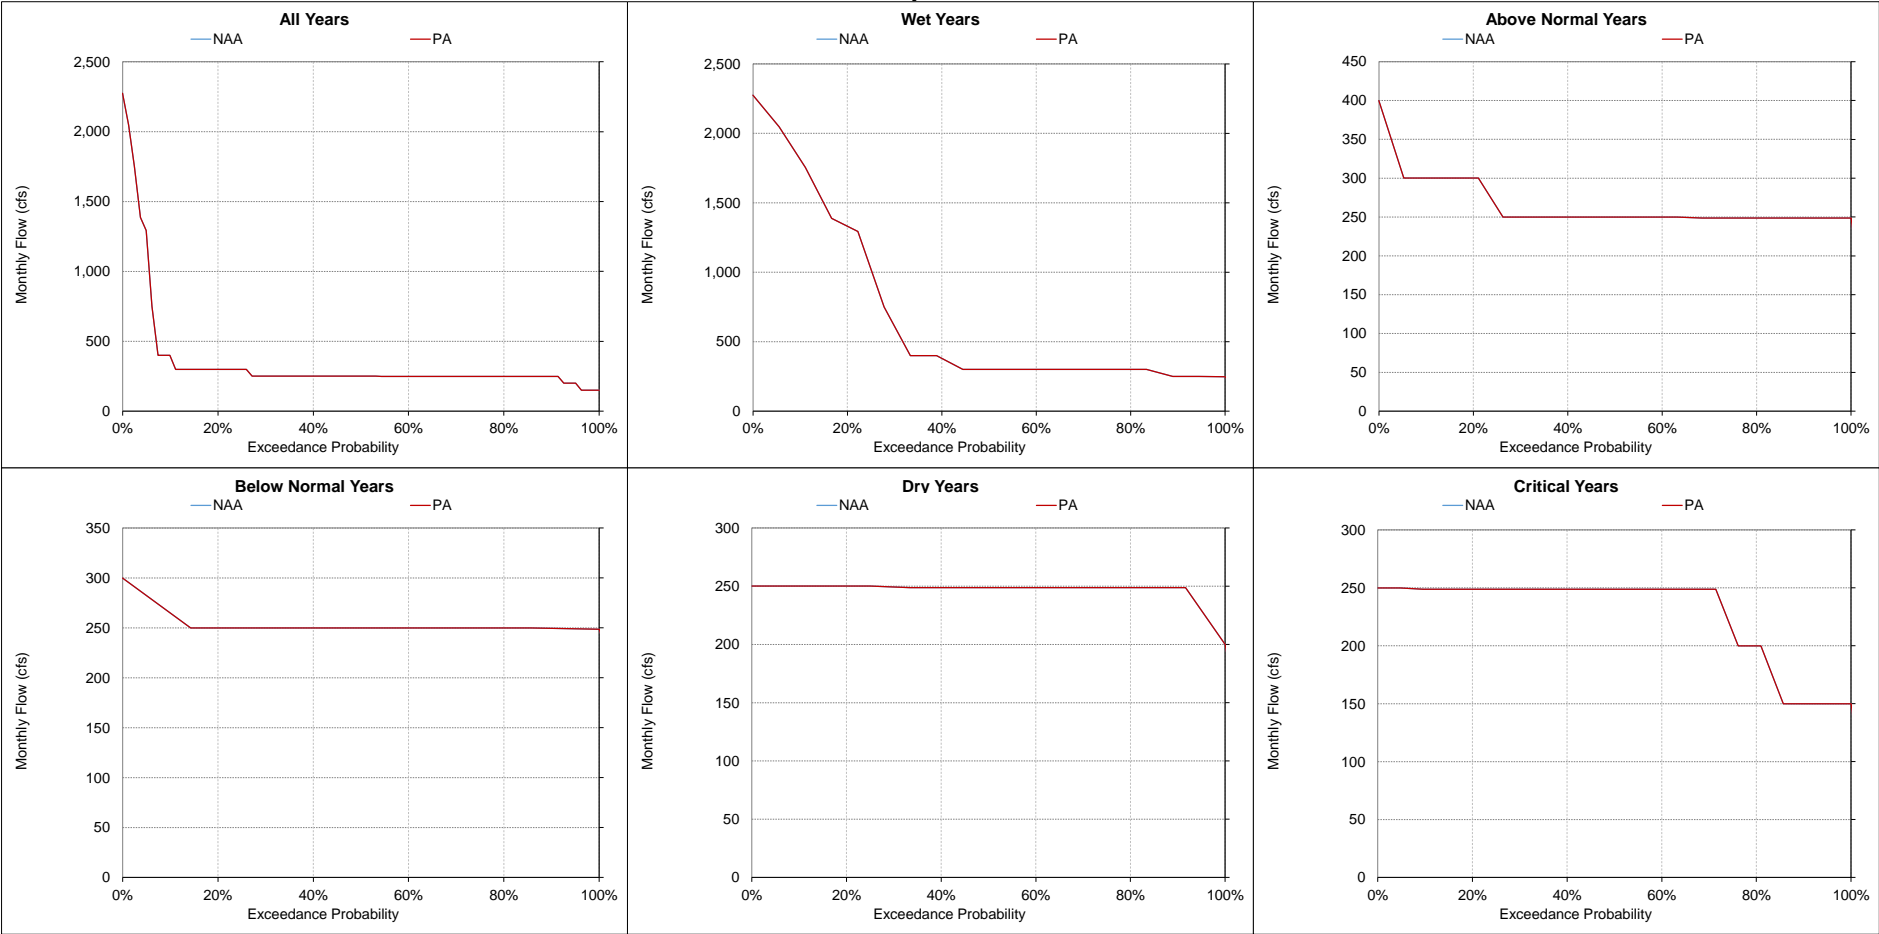 All Years
NAA PA
2,500
2,000
1,500
1,000
500
0
0% 20% 40% 60% 80% 100%
Exceedance Probability
Monthly Flow (cfs)
Wet Years
NAA PA
2,500
2,000
1,500
1,000
500
0
0% 20% 40% 60% 80% 100%
Exceedance Probability
Monthly Flow (cfs)
Above Normal Years
NAA PA
450
400
350
300
250
200
150
100
50
0
0% 20% 40% 60% 80% 100%
Exceedance Probability
Monthly Flow (cfs)
Below Normal Years
NAA PA
350
300
250
200
150
100
50
0
0% 20% 40% 60% 80% 100%
Exceedance Probability
Monthly Flow (cfs)
Dry Years
NAA PA
300
250
200
150
100
50
0
0% 20% 40% 60% 80% 100%
Exceedance Probability
Monthly Flow (cfs)
Critical Years
NAA PA
300
250
200
150
100
50
0
0% 20% 40% 60% 80% 100%
Exceedance Probability
Monthly Flow (cfs)